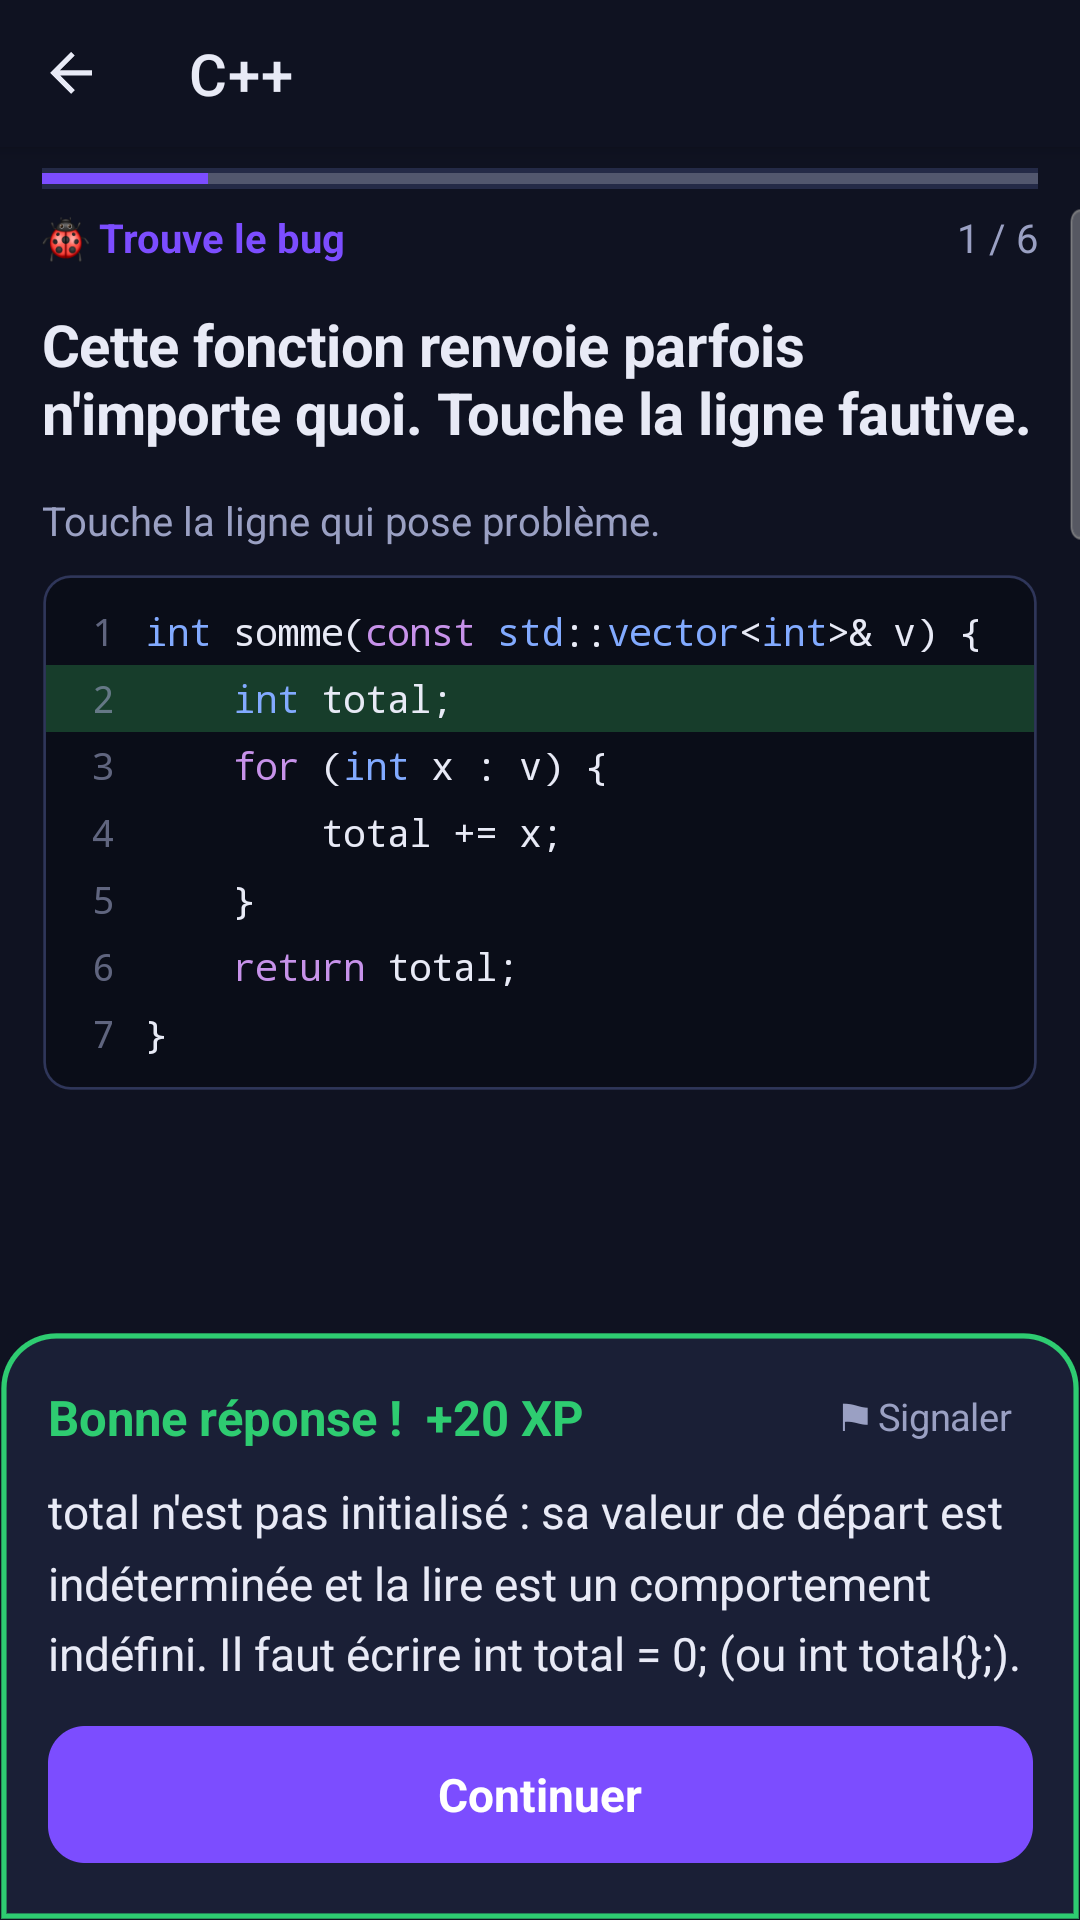 C++
Trouve le bug
1 / 6
Cette fonction renvoie parfois
n'importe quoi. Touche la ligne fautive.
Touche la ligne qui pose problème.
1 int somme(const std::vector<int>& v) {
2     int total;
3     for (int x : v) {
4         total += x;
5     }
6     return total;
7 }
Bonne réponse !  +20 XP
Signaler
total n'est pas initialisé : sa valeur de départ est
indéterminée et la lire est un comportement
indéfini. Il faut écrire int total = 0; (ou int total{};).
Continuer